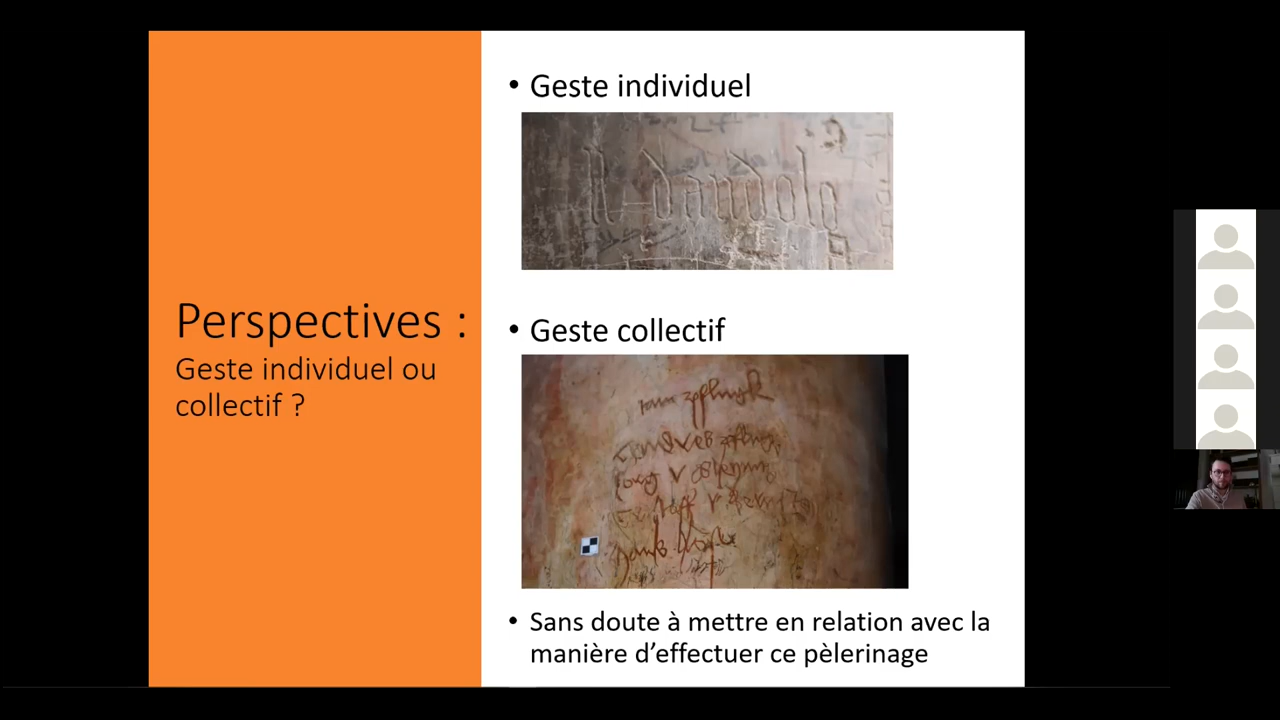 Perspectives :
Geste individuel ou
collectif ?
• Geste individuel
dandolo
• Geste collectif
• Sans doute à mettre en relation avec la
manière d’effectuer ce pèlerinage